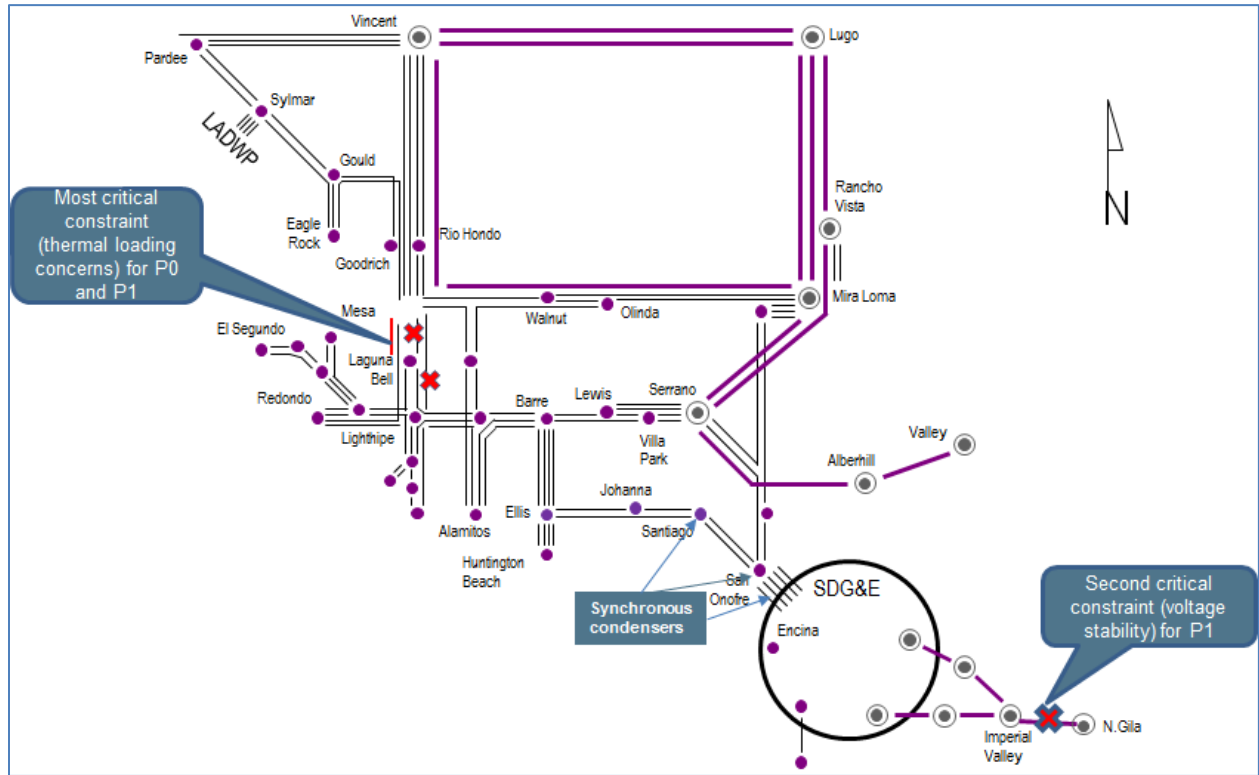 Vincent
Lugo
Pardee
Sylmar
LADWP
Gould
Most critical
constraint
(thermal loading
concerns) for P0
and P1
Eagle
Rock
Goodrich
Rio Hondo
Rancho
Vista
N
Mira Loma
Mesa
Walnut
Olinda
El Segundo
Laguna
Bell
Redondo
Lighthipe
Barre
Lewis
Serrano
Villa
Park
Valley
Alberhill
Johanna
Ellis
Santiago
Alamitos
Huntington
Beach
San
Onofre
Synchronous
condensers
SDG&E
Encina
Second critical
constraint (voltage
stability) for P1
Imperial
Valley
N.Gila